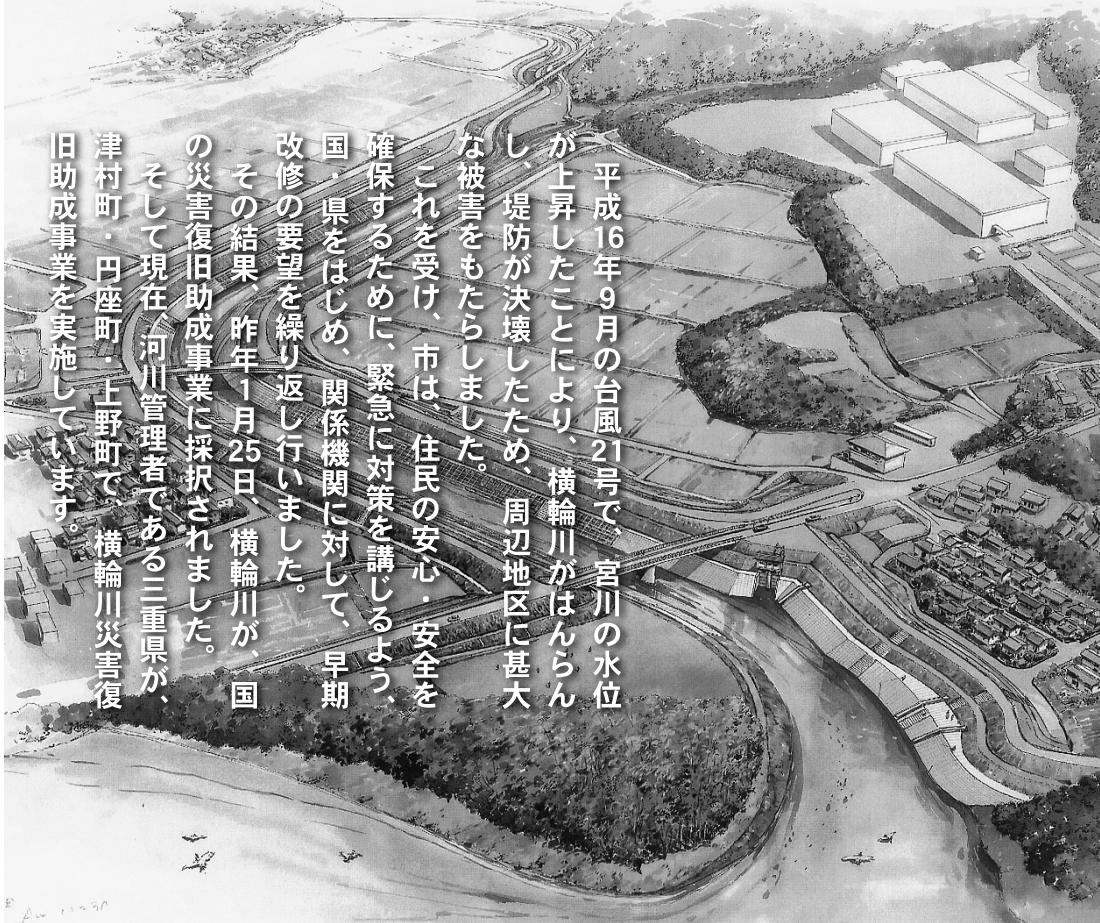 平成16年９月の台風21号で、宮川の水位
が上昇したことにより、横輪川がはんらん
し、堤防が決壊したため、周辺地区に甚大
な被害をもたらしました。
　これを受け、市は、住民の安心・安全を
確保するために、緊急に対策を講じるよう、
国・県をはじめ、関係機関に対して、早期
改修の要望を繰り返し行いました。
　その結果、昨年１月25日、横輪川が、国
の災害復旧助成事業に採択されました。
　そして現在、河川管理者である三重県が、
津村町・円座町・上野町で、横輪川災害復
旧助成事業を実施しています。